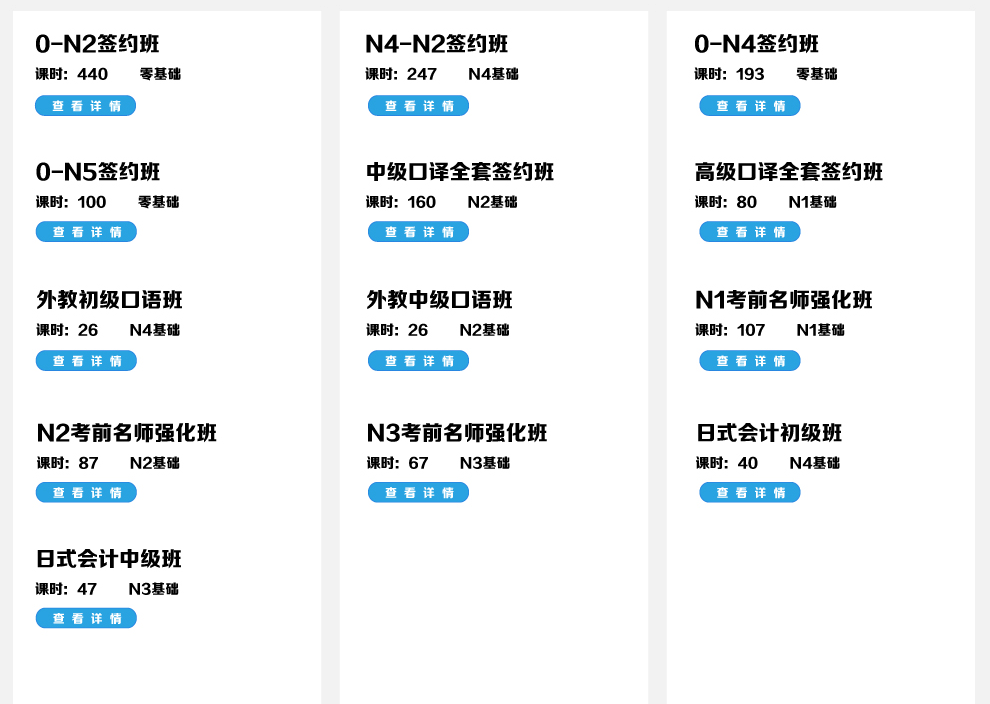 0-N2签约班
课时: 440 零基础
查看详情
N4-N2签约班
课时: 247 N4基础
查看详情
0-N4签约班
课时: 193 零基础
查看详情
0-N5签约班
课时: 100 零基础
查看详情
中级口译全套签约班
课时: 160 N2基础
查看详情
高级口译全套签约班
课时: 80 N1基础
查看详情
外教初级口语班
课时: 26 N4基础
查看详情
外教中级口语班
课时: 26 N2基础
查看详情
N1考前名师强化班
课时: 107 N1基础
查看详情
N2考前名师强化班
课时: 87 N2基础
查看详情
N3考前名师强化班
课时: 67 N3基础
查看详情
日式会计初级班
课时: 40 N4基础
查看详情
日式会计中级班
课时: 47 N3基础
查看详情